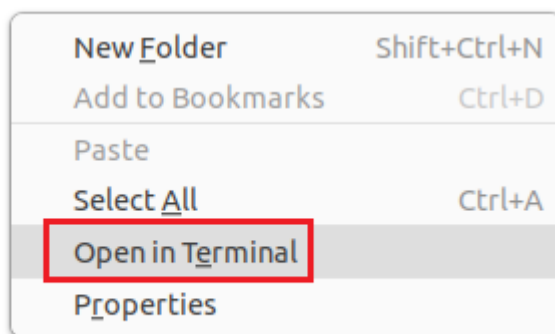 New Folder Shift+Ctrl+N
Add to Bookmarks Ctrl+D
Paste
Select All Ctrl+A
Open in Terminal
Properties